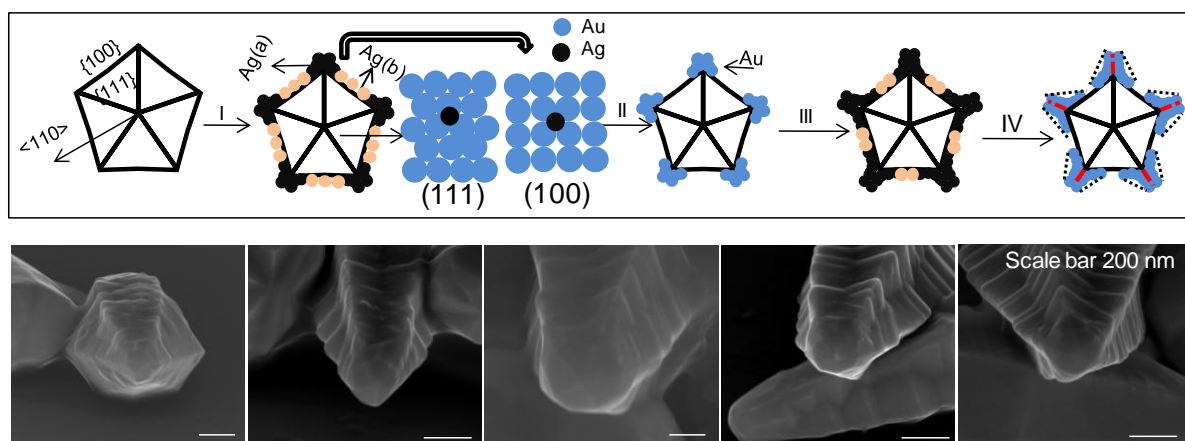 {100}
{111}
<110>
I
Ag(a)
Ag(b)
Au
Ag
(111)
(100)
II
Au
III
IV
Scale bar 200 nm